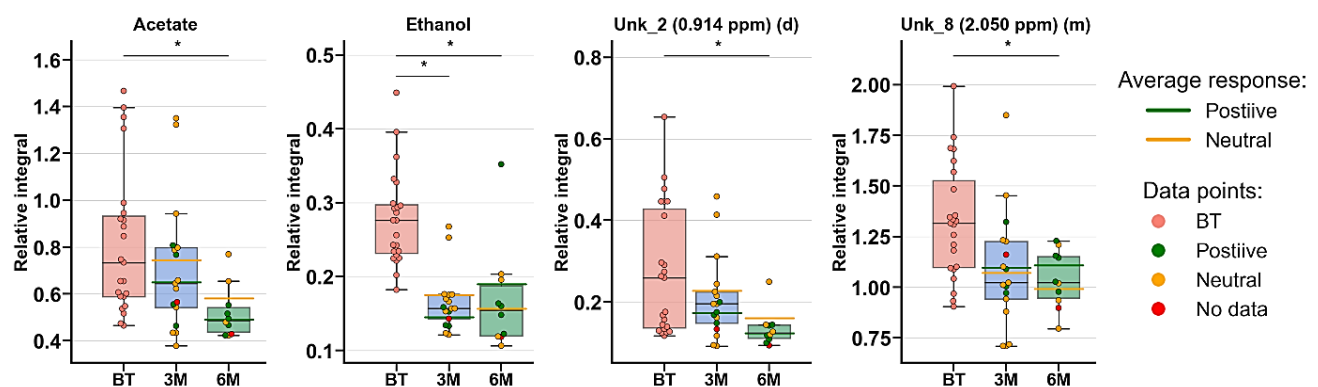 Acetate
*
Relative integral
1.6
1.4
1.2
1.0
0.8
0.6
0.4
BT 3M 6M
Ethanol
*
*
Relative integral
0.5
0.4
0.3
0.2
0.1
BT 3M 6M
Unk_2 (0.914 ppm) (d)
*
Relative integral
0.8
0.6
0.4
0.2
BT 3M 6M
Unk_8 (2.050 ppm) (m)
*
Relative integral
2.00
1.75
1.50
1.25
1.00
0.75
BT 3M 6M
Average response:
Postiive
Neutral
Data points:
BT
Postiive
Neutral
No data